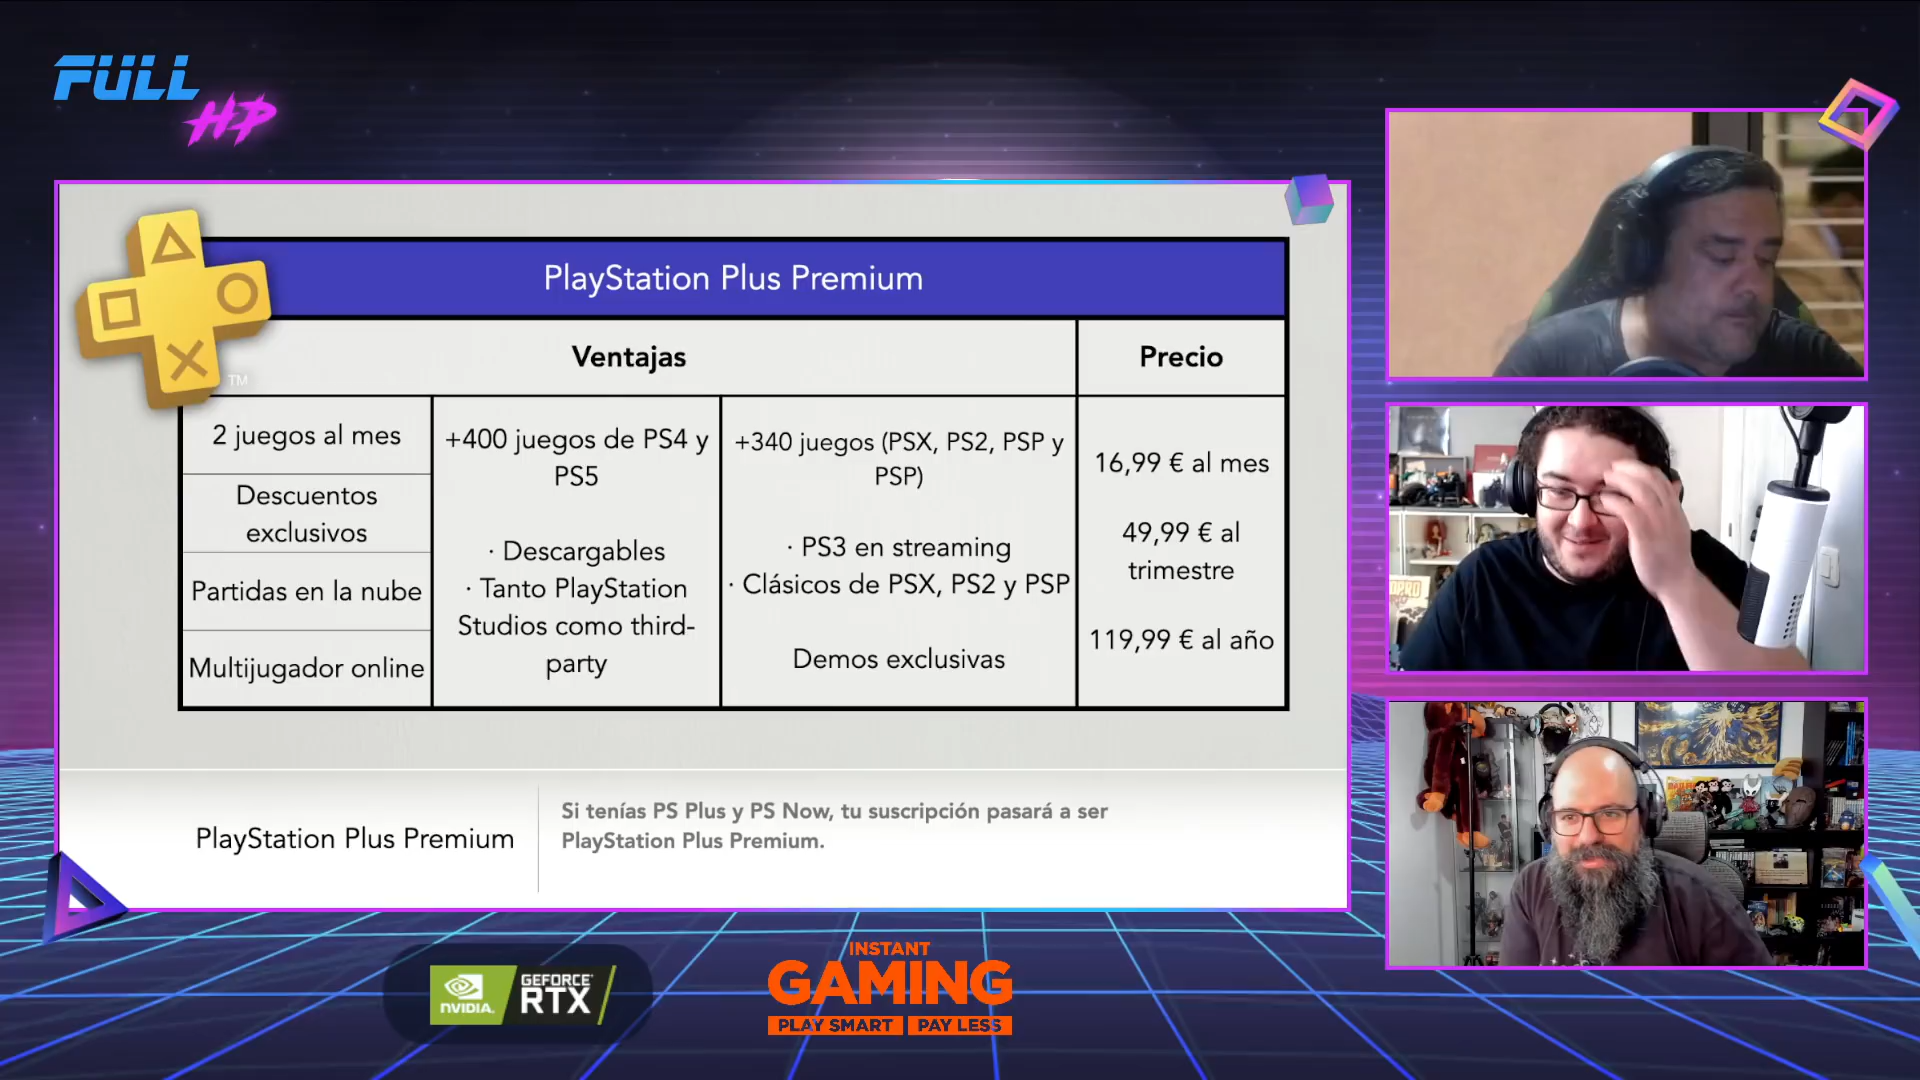 FULL
HP
PlayStation Plus Premium
TM
Ventajas
Precio
2 juegos al mes
Descuentos
exclusivos
Partidas en la nube
Multijugador online
+400 juegos de PS4 y
PS5
· Descargables
· Tanto PlayStation
Studios como third-
party
+340 juegos (PSX, PS2, PSP y
PSP)
· PS3 en streaming
· Clásicos de PSX, PS2 y PSP
Demos exclusivas
16,99 € al mes
49,99 € al
trimestre
119,99 € al año
PlayStation Plus Premium
Si tenías PS Plus y PS Now, tu suscripción pasará a ser
PlayStation Plus Premium.
NVIDIA.
GEFORCE
RTX
INSTANT
GAMING
PLAY SMART PAY LESS